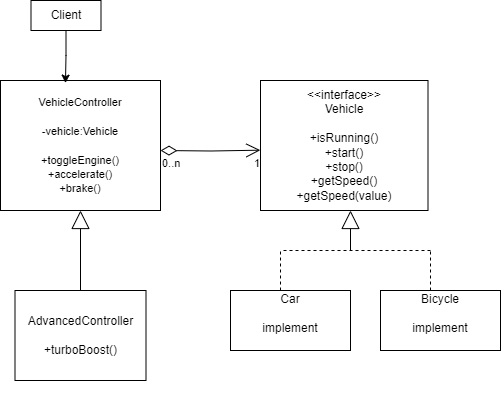 Client
VehicleController
-vehicle:Vehicle
+toggleEngine()
+accelerate()
+brake()
0..n
1
<<interface>>
Vehicle
+isRunning()
+start()
+stop()
+getSpeed()
+getSpeed(value)
AdvancedController
+turboBoost()
Car
implement
Bicycle
implement